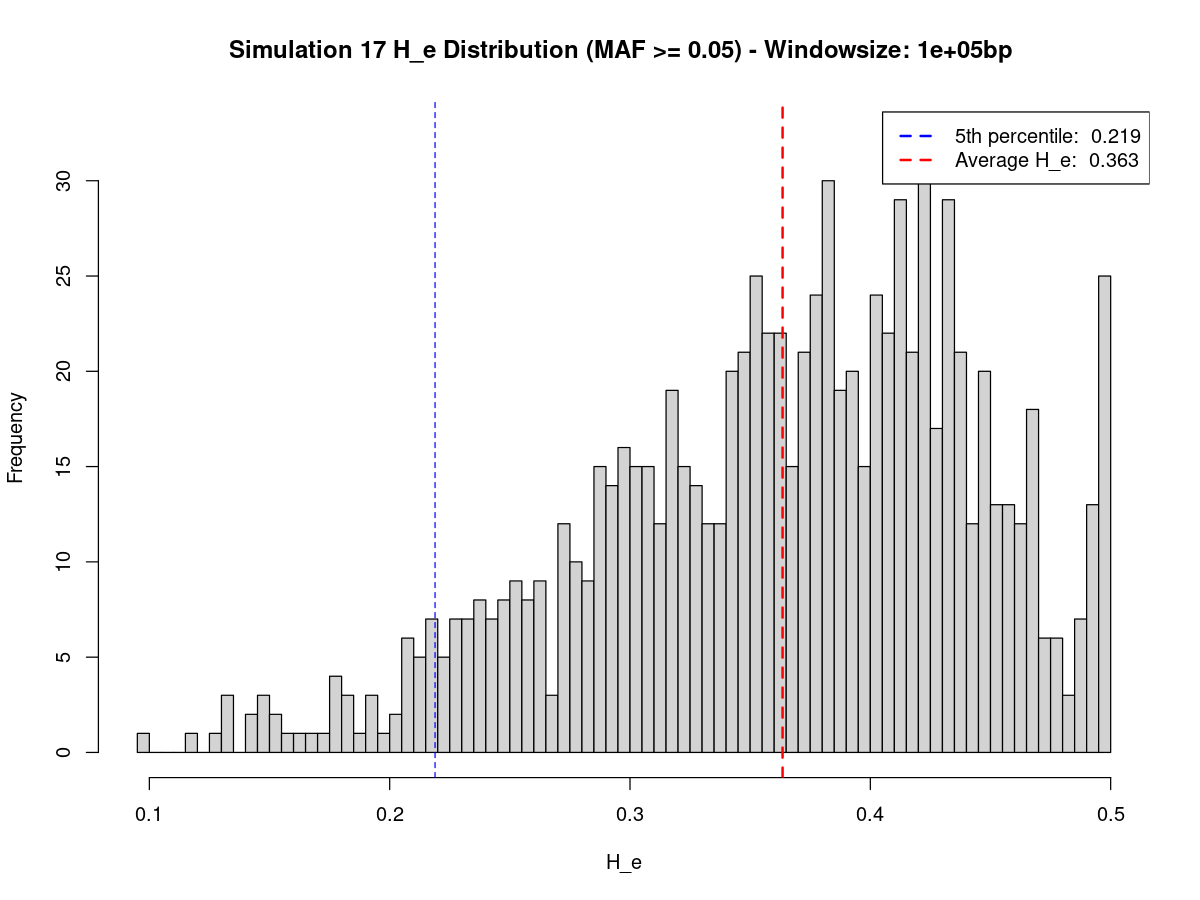 Simulation 17 H_e Distribution (MAF >= 0.05) - Windowsize: 1e+05bp
5th percentile:  0.219
Average H_e:  0.363
Frequency
30
25
20
15
10
5
0
0.1
0.2
0.3
0.4
0.5
H_e